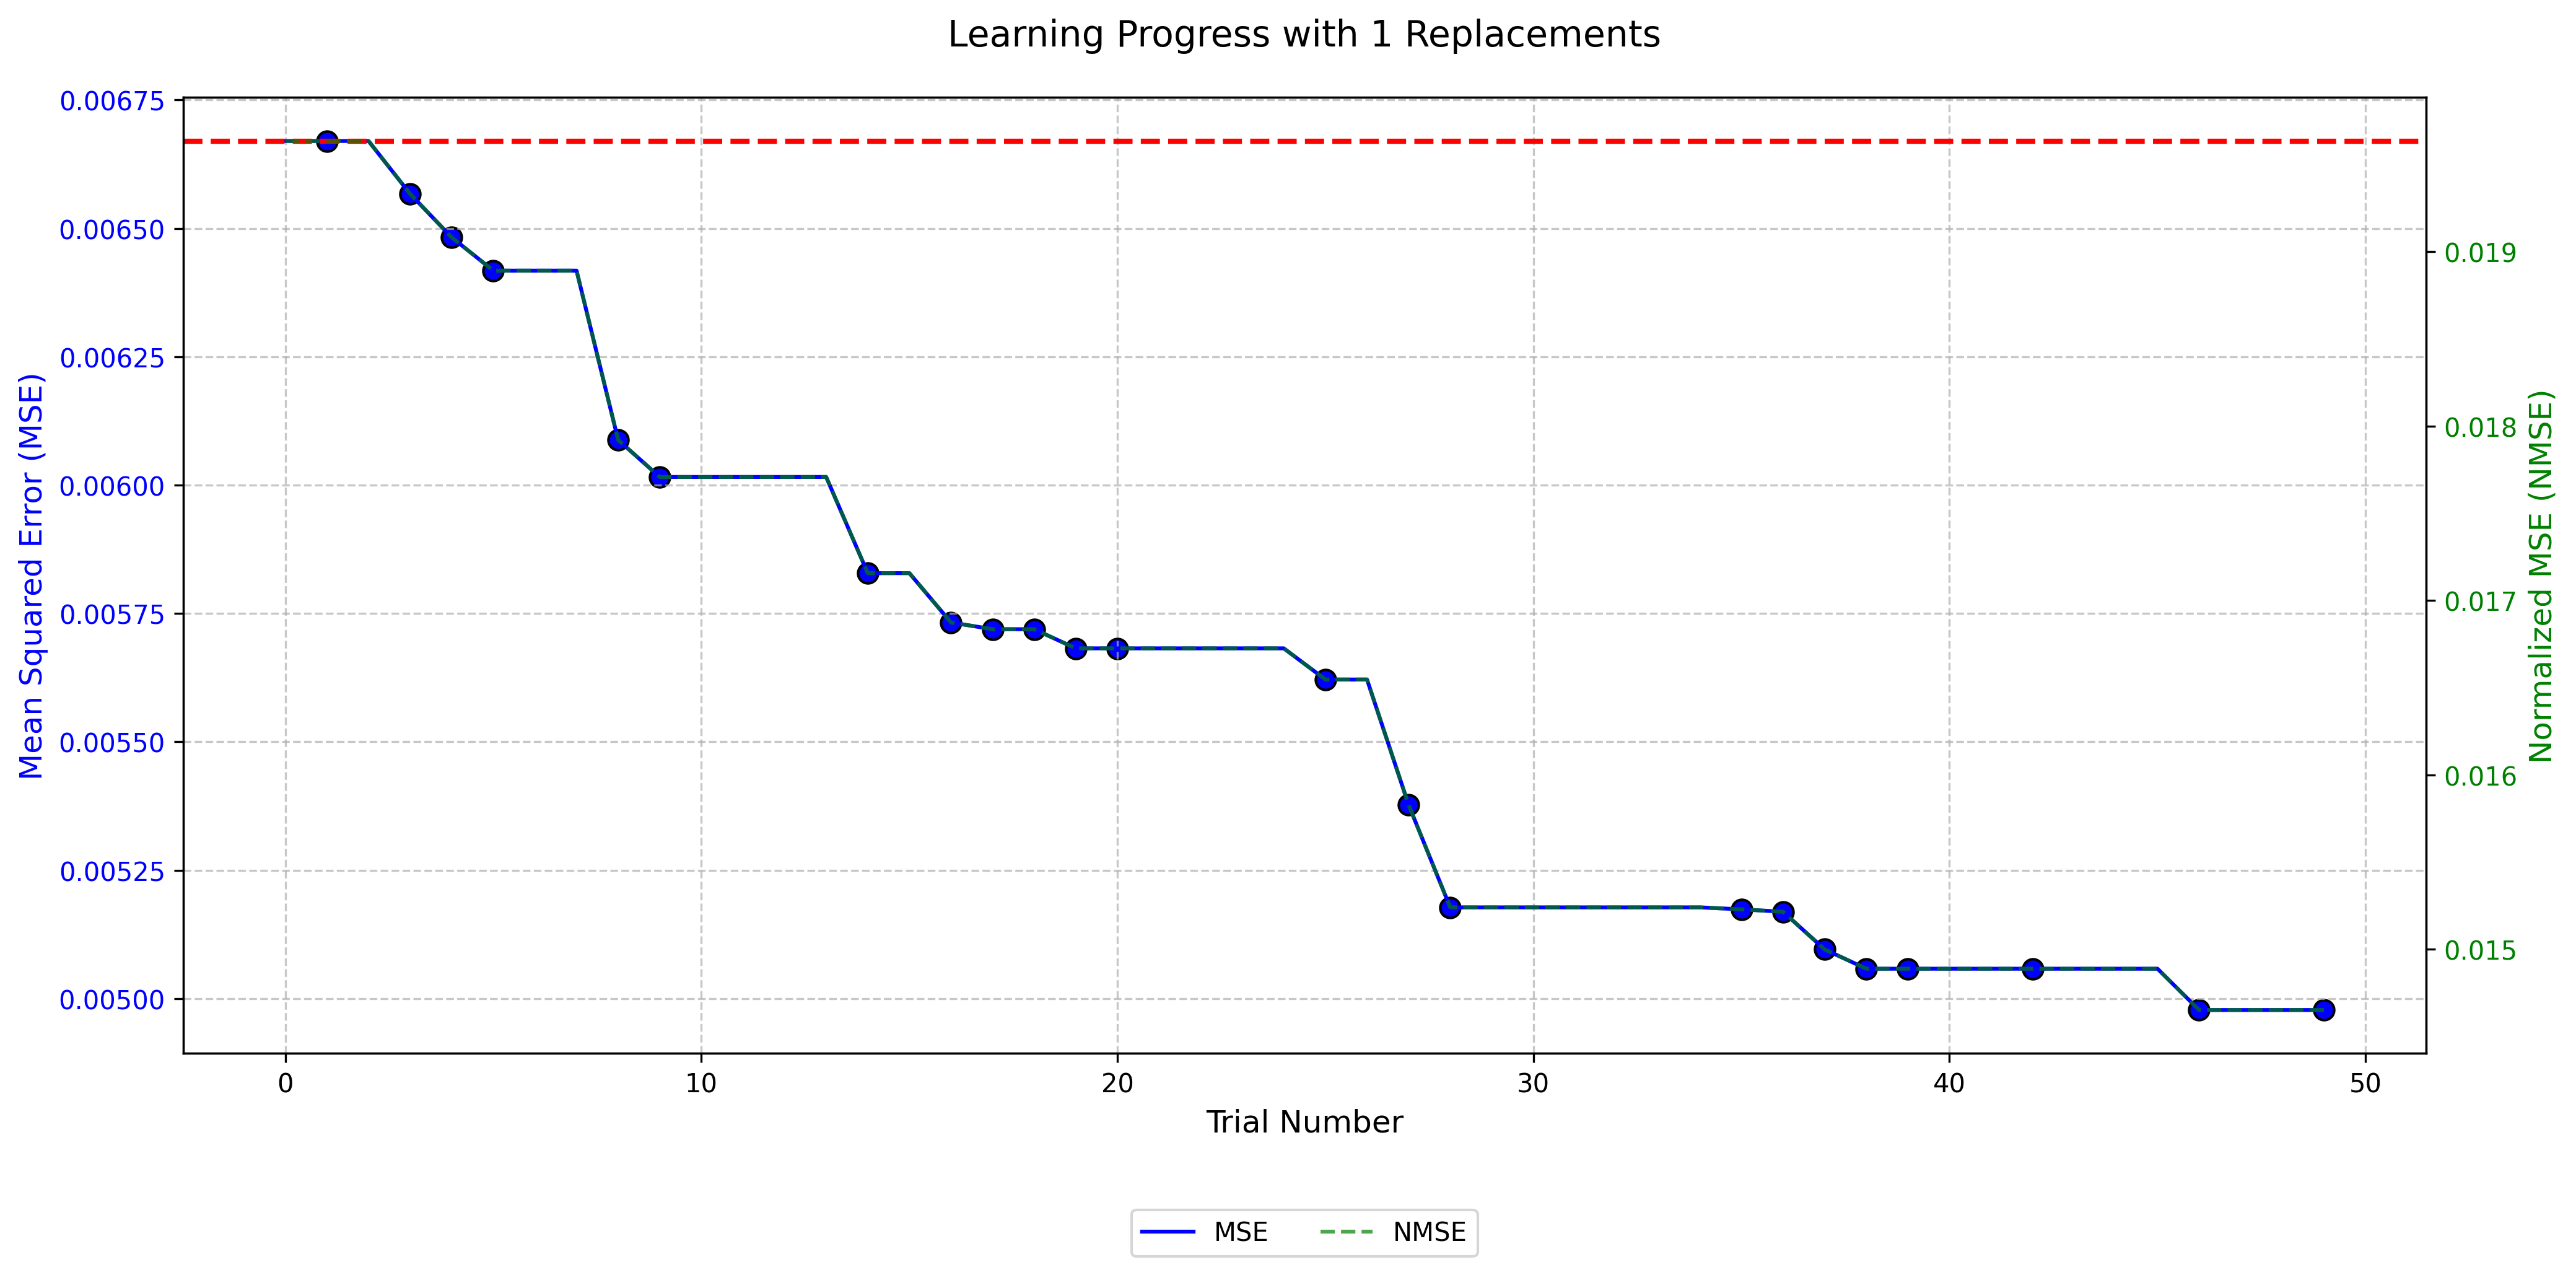 Learning Progress with 1 Replacements
0.00675
0.00650
0.00625
0.00600
0.00575
0.00550
0.00525
0.00500
Mean Squared Error (MSE)
0.019
0.018
0.017
0.016
0.015
Normalized MSE (NMSE)
0 10 20 30 40 50
Trial Number
MSE NMSE